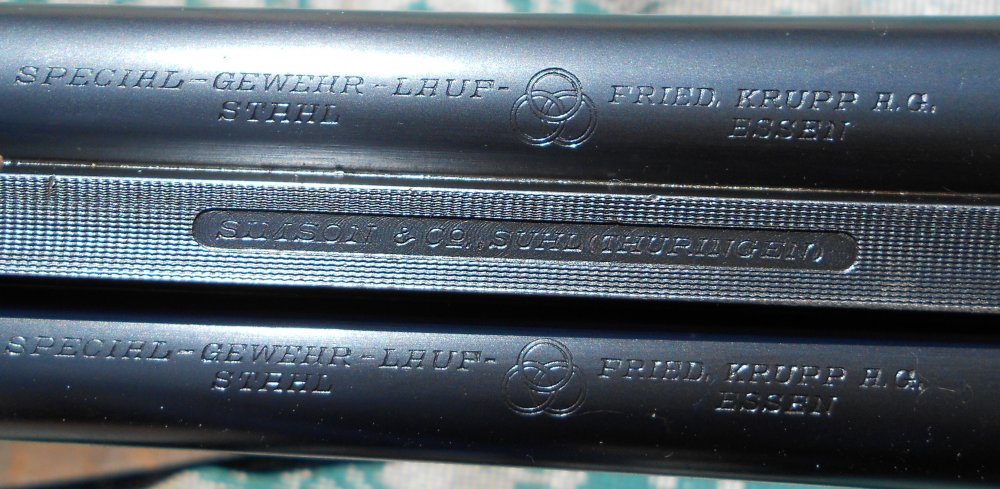 SPECIAL-GEWEHR-LAUF-
STAHL
FRIED. KRUPP A.G.
ESSEN
SIMSON & Co., SUHL (THÜRINGEN)
SPECIAL-GEWEHR-LAUF-
STAHL
FRIED. KRUPP A.G.
ESSEN